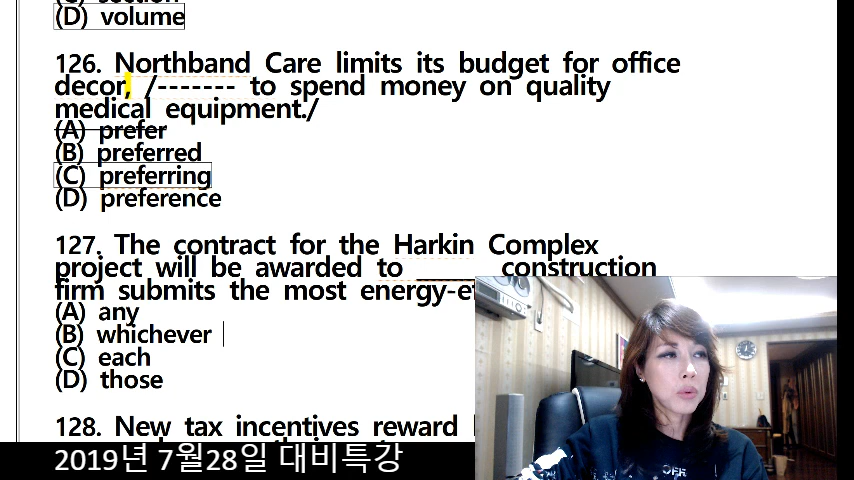 (D) volume
126. Northband Care limits its budget for office
decor, /------- to spend money on quality
medical equipment./
(A) prefer
(B) preferred
(C) preferring
(D) preference
127. The contract for the Harkin Complex
project will be awarded to ______ construction
firm submits the most
(A) any
(B) whichever
(C) each
(D) those
128. New tax incentives reward
2019년 7월28일 대비특강